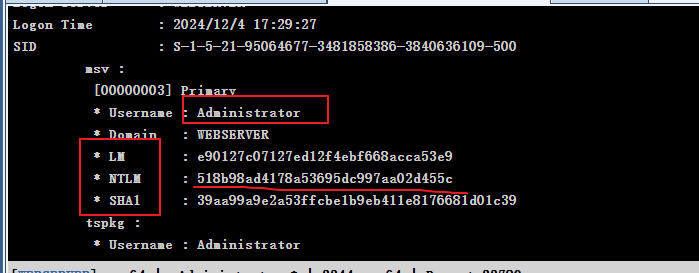 Logon Time : 2024/12/4 17:29:27
SID : S-1-5-21-95064677-3481858386-3840636109-500
msv :
[00000003] Primary
* Username : Administrator
* Domain : WEBSERVER
* LM : e90127c07127ed12f4ebf668acca53e9
* NTLM : 518b98ad4178a53695dc997aa02d455c
* SHA1 : 39aa99a9e2a53ffcbe1b9eb411e8176681d01c39
tspkg :
* Username : Administrator